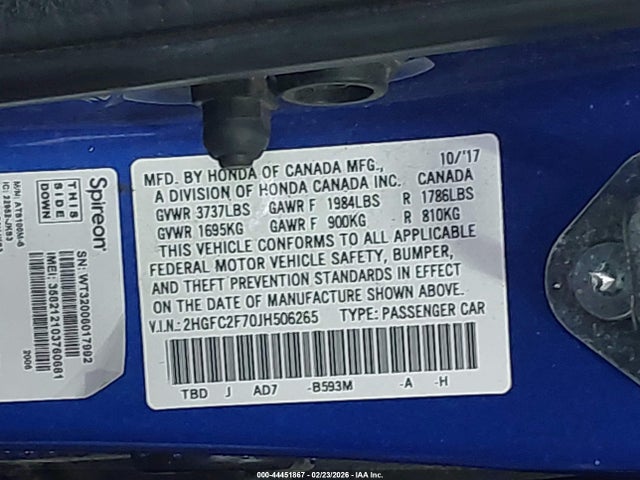 MFD. BY HONDA OF CANADA MFG., 10/'17
A DIVISION OF HONDA CANADA INC. CANADA
GVWR 3737LBS GAWR F 1984LBS R 1786LBS
GVWR 1695KG GAWR F 900KG R 810KG
THIS VEHICLE CONFORMS TO ALL APPLICABLE
FEDERAL MOTOR VEHICLE SAFETY, BUMPER,
AND THEFT PREVENTION STANDARDS IN EFFECT
ON THE DATE OF MANUFACTURE SHOWN ABOVE.
V.I.N.: 2HGFC2F70JH506265 TYPE: PASSENGER CAR
TBD J AD7 -B593M -A -H
Spireon
THIS
SIDE
DOWN
SN: WT32000017992
2006
000-44451867 - 02/23/2026 - IAA Inc.